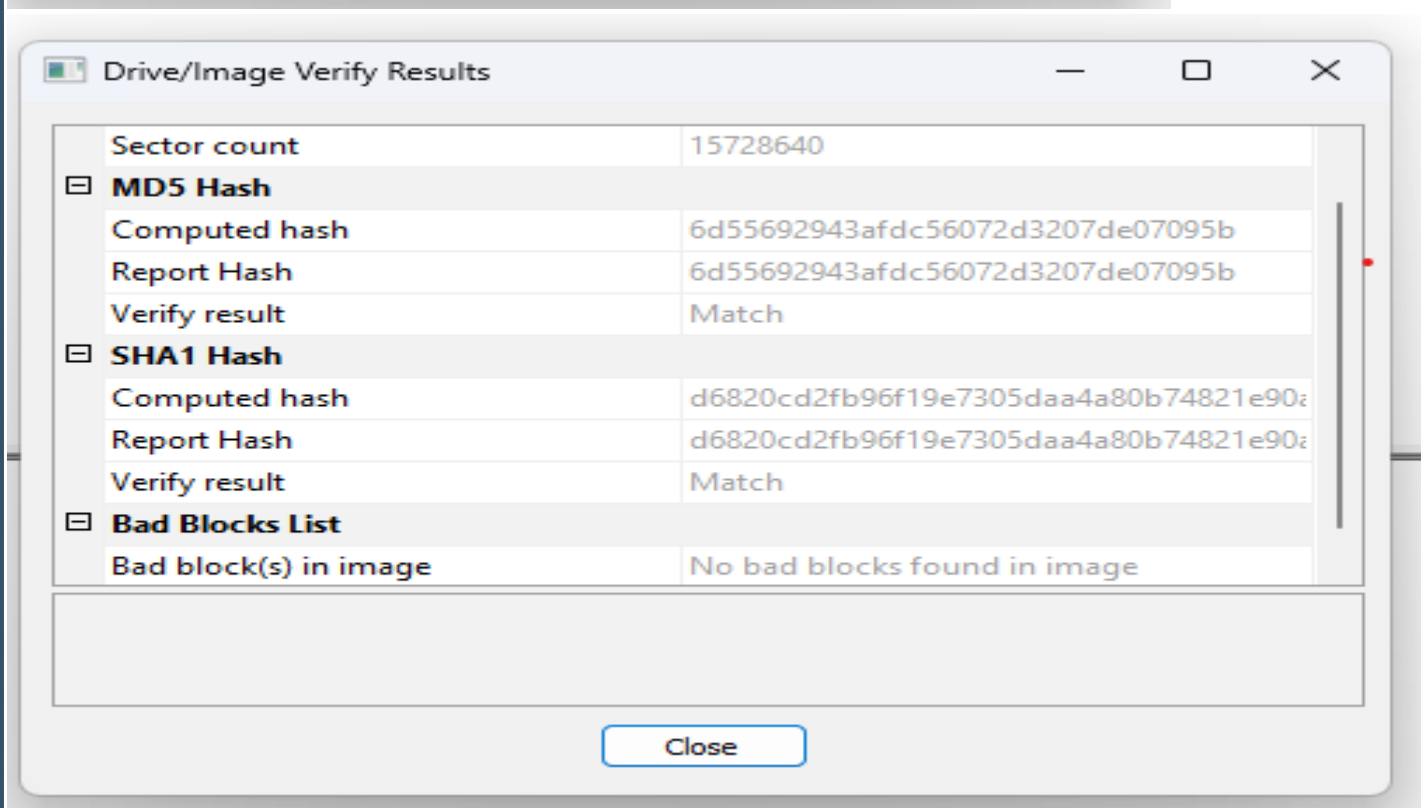 Drive/Image Verify Results
Sector count 15728640
MD5 Hash
Computed hash 6d55692943afdc56072d3207de07095b
Report Hash 6d55692943afdc56072d3207de07095b
Verify result Match
SHA1 Hash
Computed hash d6820cd2fb96f19e7305daa4a80b74821e90a
Report Hash d6820cd2fb96f19e7305daa4a80b74821e90a
Verify result Match
Bad Blocks List
Bad block(s) in image No bad blocks found in image
Close